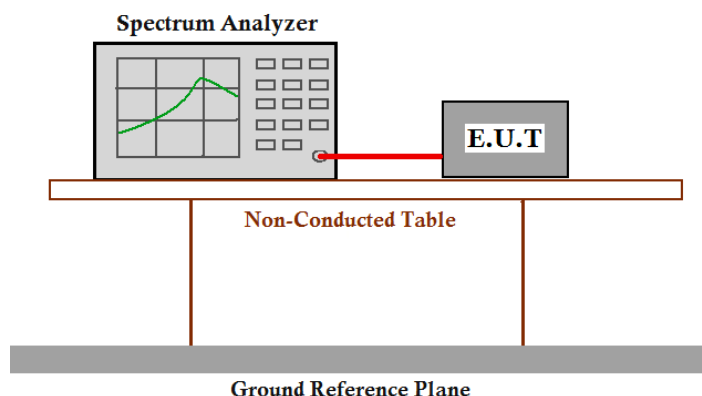 Spectrum Analyzer
E.U.T
Non-Conducted Table
Ground Reference Plane